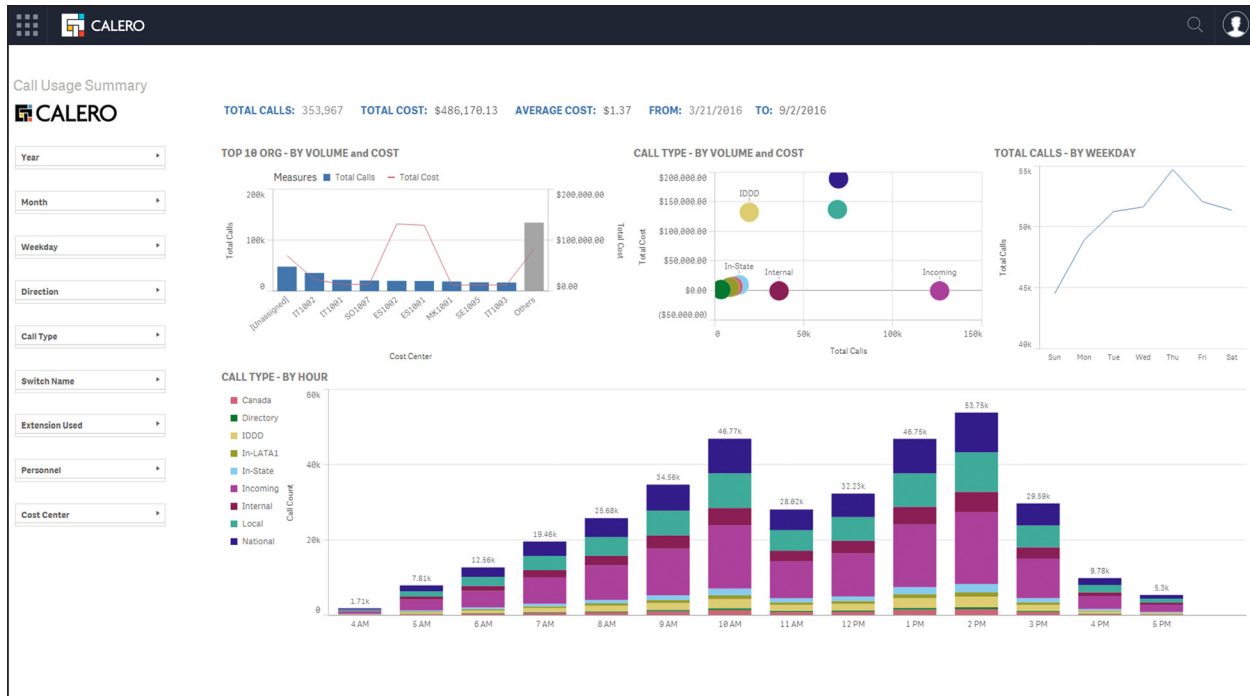 CALERO
Call Usage Summary
CALERO
TOTAL CALLS: 353,967 TOTAL COST: $486,170.13 AVERAGE COST: $1.37 FROM: 3/21/2016 TO: 9/2/2016
Year
Month
Weekday
Direction
Call Type
Switch Name
Extension Used
Personnel
Cost Center
TOP 10 ORG - BY VOLUME and COST
Measures Total Calls Total Cost
200k
100k
0
Total Calls
$200,000.00
$100,000.00
$0.00
Total Cost
[Unassigned] IT1002 IT1001 SO1007 ES1002 ES1001 MK1001 SE1005 IT1003 Others
Cost Center
CALL TYPE - BY VOLUME and COST
$200,000.00
$150,000.00
$100,000.00
$50,000.00
$0.00
($50,000.00)
Total Cost
IDDD
In-State
Internal
Incoming
0 50k 100k 150k
Total Calls
TOTAL CALLS - BY WEEKDAY
55k
50k
45k
40k
Total Calls
Sun Mon Tue Wed Thu Fri Sat
CALL TYPE - BY HOUR
Canada
Directory
IDDD
In-LATA1
In-State
Incoming
Internal
Local
National
60k
40k
20k
0
Call Count
1.71k 7.81k 12.56k 19.46k 25.68k 34.56k 46.77k 28.02k 32.23k 46.75k 53.75k 29.59k 9.78k 5.3k
4 AM 5 AM 6 AM 7 AM 8 AM 9 AM 10 AM 11 AM 12 PM 1 PM 2 PM 3 PM 4 PM 5 PM